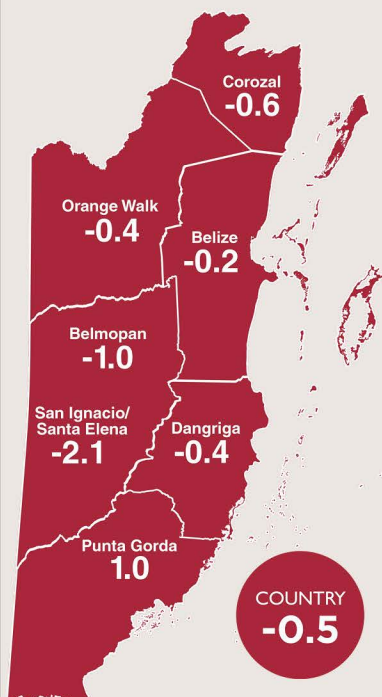 Corozal
-0.6
Orange Walk
-0.4
Belize
-0.2
Belmopan
-1.0
San Ignacio/
Santa Elena
-2.1
Dangriga
-0.4
Punta Gorda
1.0
COUNTRY
-0.5